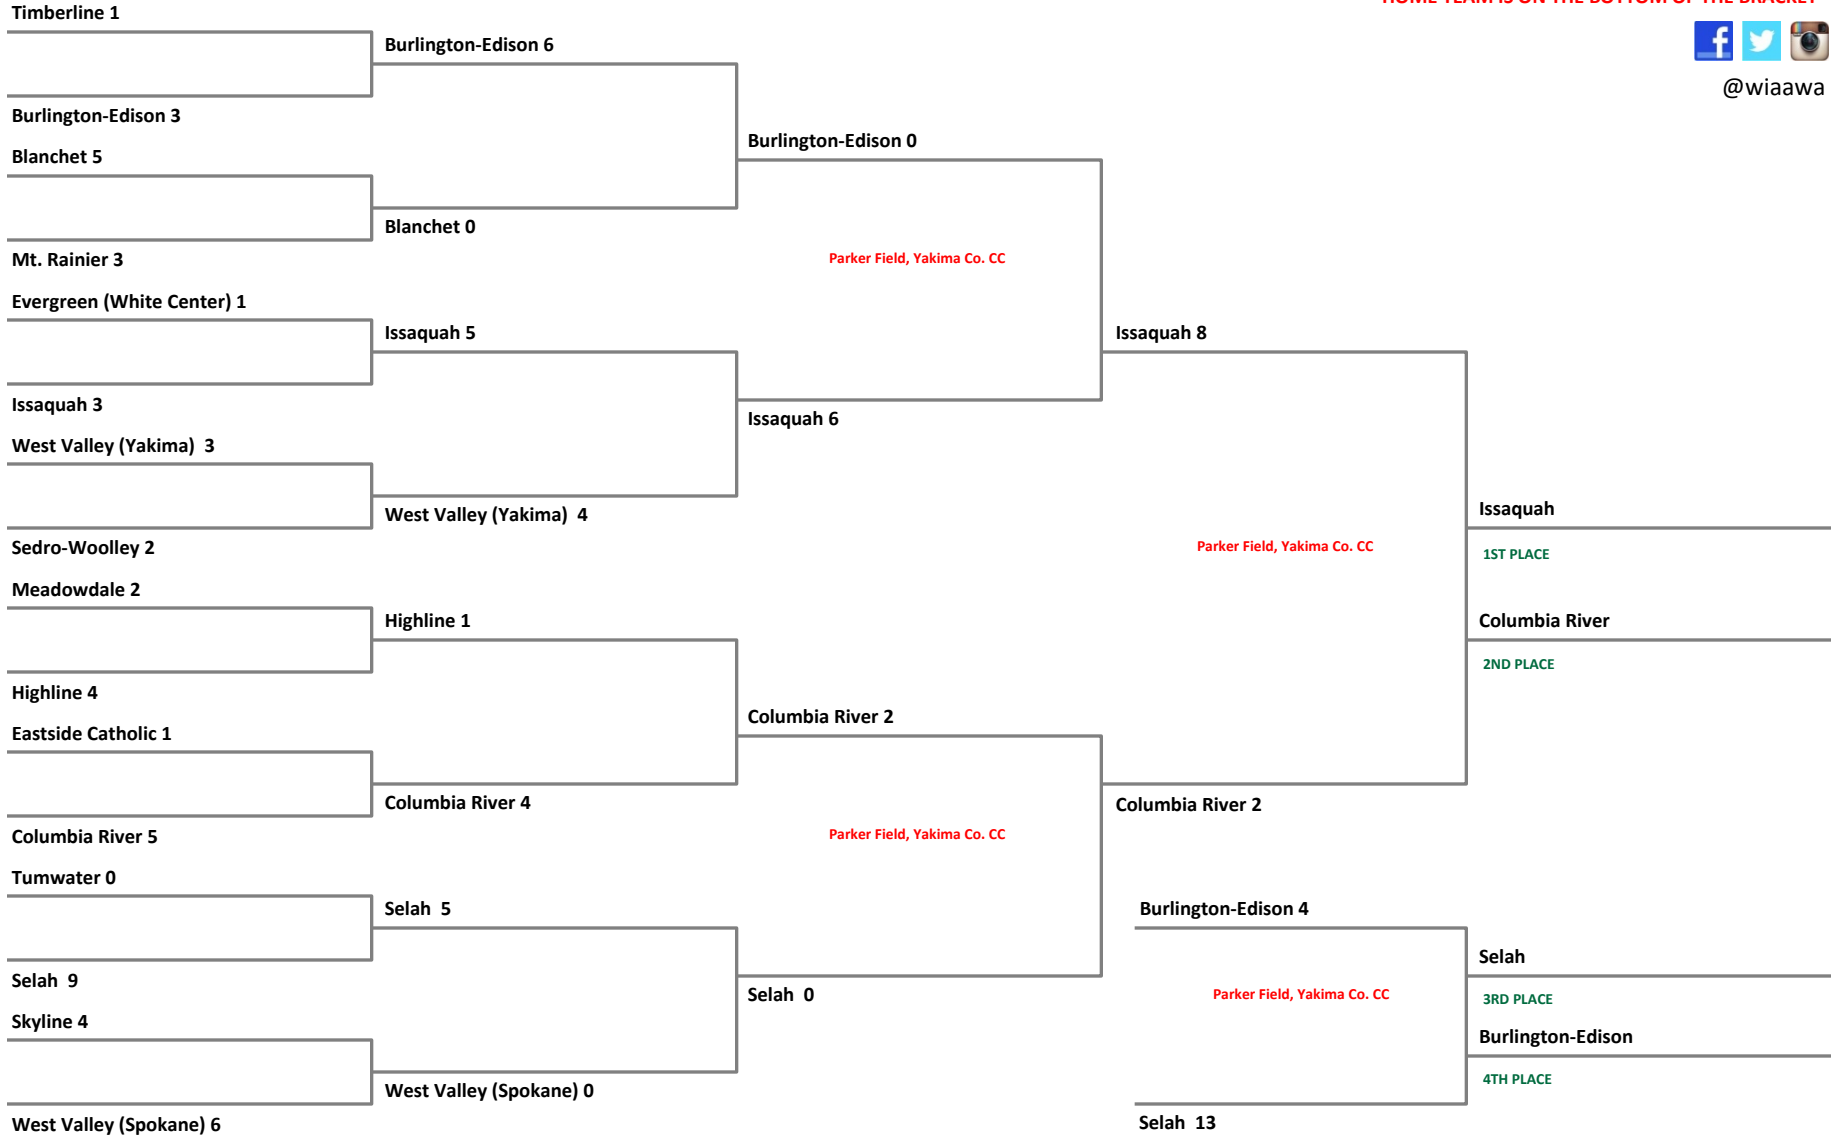 HOME TEAM IS ON THE BOTTOM OF THE BRACKET
@wiaawa
Timberline 1
Burlington-Edison 3
Blanchet 5
Mt. Rainier 3
Evergreen (White Center) 1
Issaquah 3
West Valley (Yakima)  3
Sedro-Woolley 2
Meadowdale 2
Highline 4
Eastside Catholic 1
Columbia River 5
Tumwater 0
Selah  9
Skyline 4
West Valley (Spokane) 6
Burlington-Edison 6
Blanchet 0
Issaquah 5
West Valley (Yakima)  4
Highline 1
Columbia River 4
Selah  5
West Valley (Spokane) 0
Burlington-Edison 0
Parker Field, Yakima Co. CC
Issaquah 6
Columbia River 2
Parker Field, Yakima Co. CC
Selah  0
Issaquah 8
Parker Field, Yakima Co. CC
Columbia River 2
Burlington-Edison 4
Parker Field, Yakima Co. CC
Selah  13
Issaquah
1ST PLACE
Columbia River
2ND PLACE
Selah
3RD PLACE
Burlington-Edison
4TH PLACE